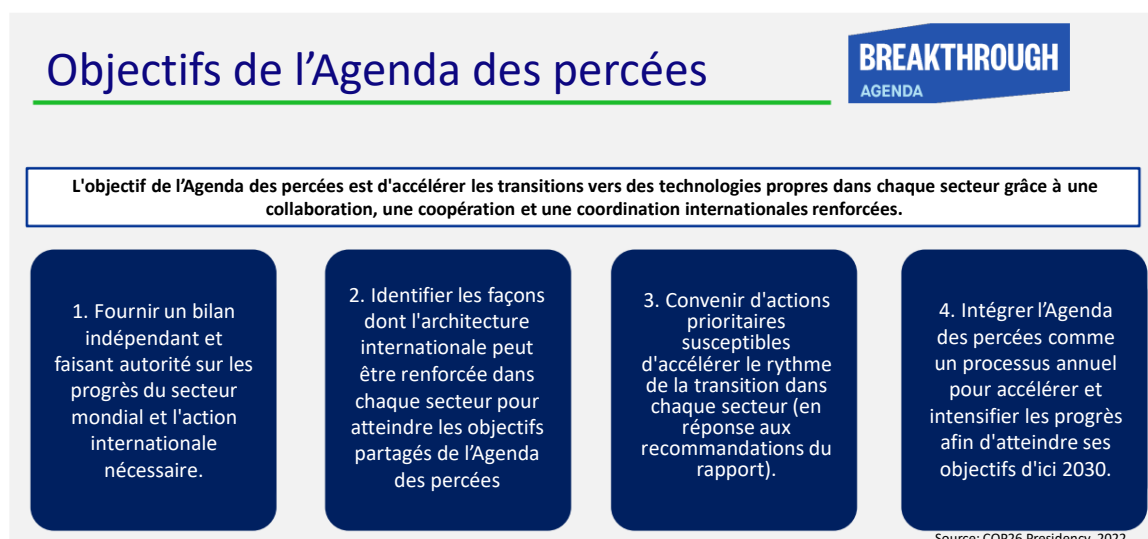 Objectifs de l’Agenda des percées
BREAKTHROUGH
AGENDA
L'objectif de l’Agenda des percées est d'accélérer les transitions vers des technologies propres dans chaque secteur grâce à une
collaboration, une coopération et une coordination internationales renforcées.
1. Fournir un bilan
indépendant et
faisant autorité sur les
progrès du secteur
mondial et l'action
internationale
nécessaire.
2. Identifier les façons
dont l'architecture
internationale peut
être renforcée dans
chaque secteur pour
atteindre les objectifs
partagés de l’Agenda
des percées
3. Convenir d'actions
prioritaires
susceptibles
d'accélérer le rythme
de la transition dans
chaque secteur (en
réponse aux
recommandations du
rapport).
4. Intégrer l’Agenda
des percées comme
un processus annuel
pour accélérer et
intensifier les progrès
afin d'atteindre ses
objectifs d'ici 2030.
Source: COP26 Presidency, 2022